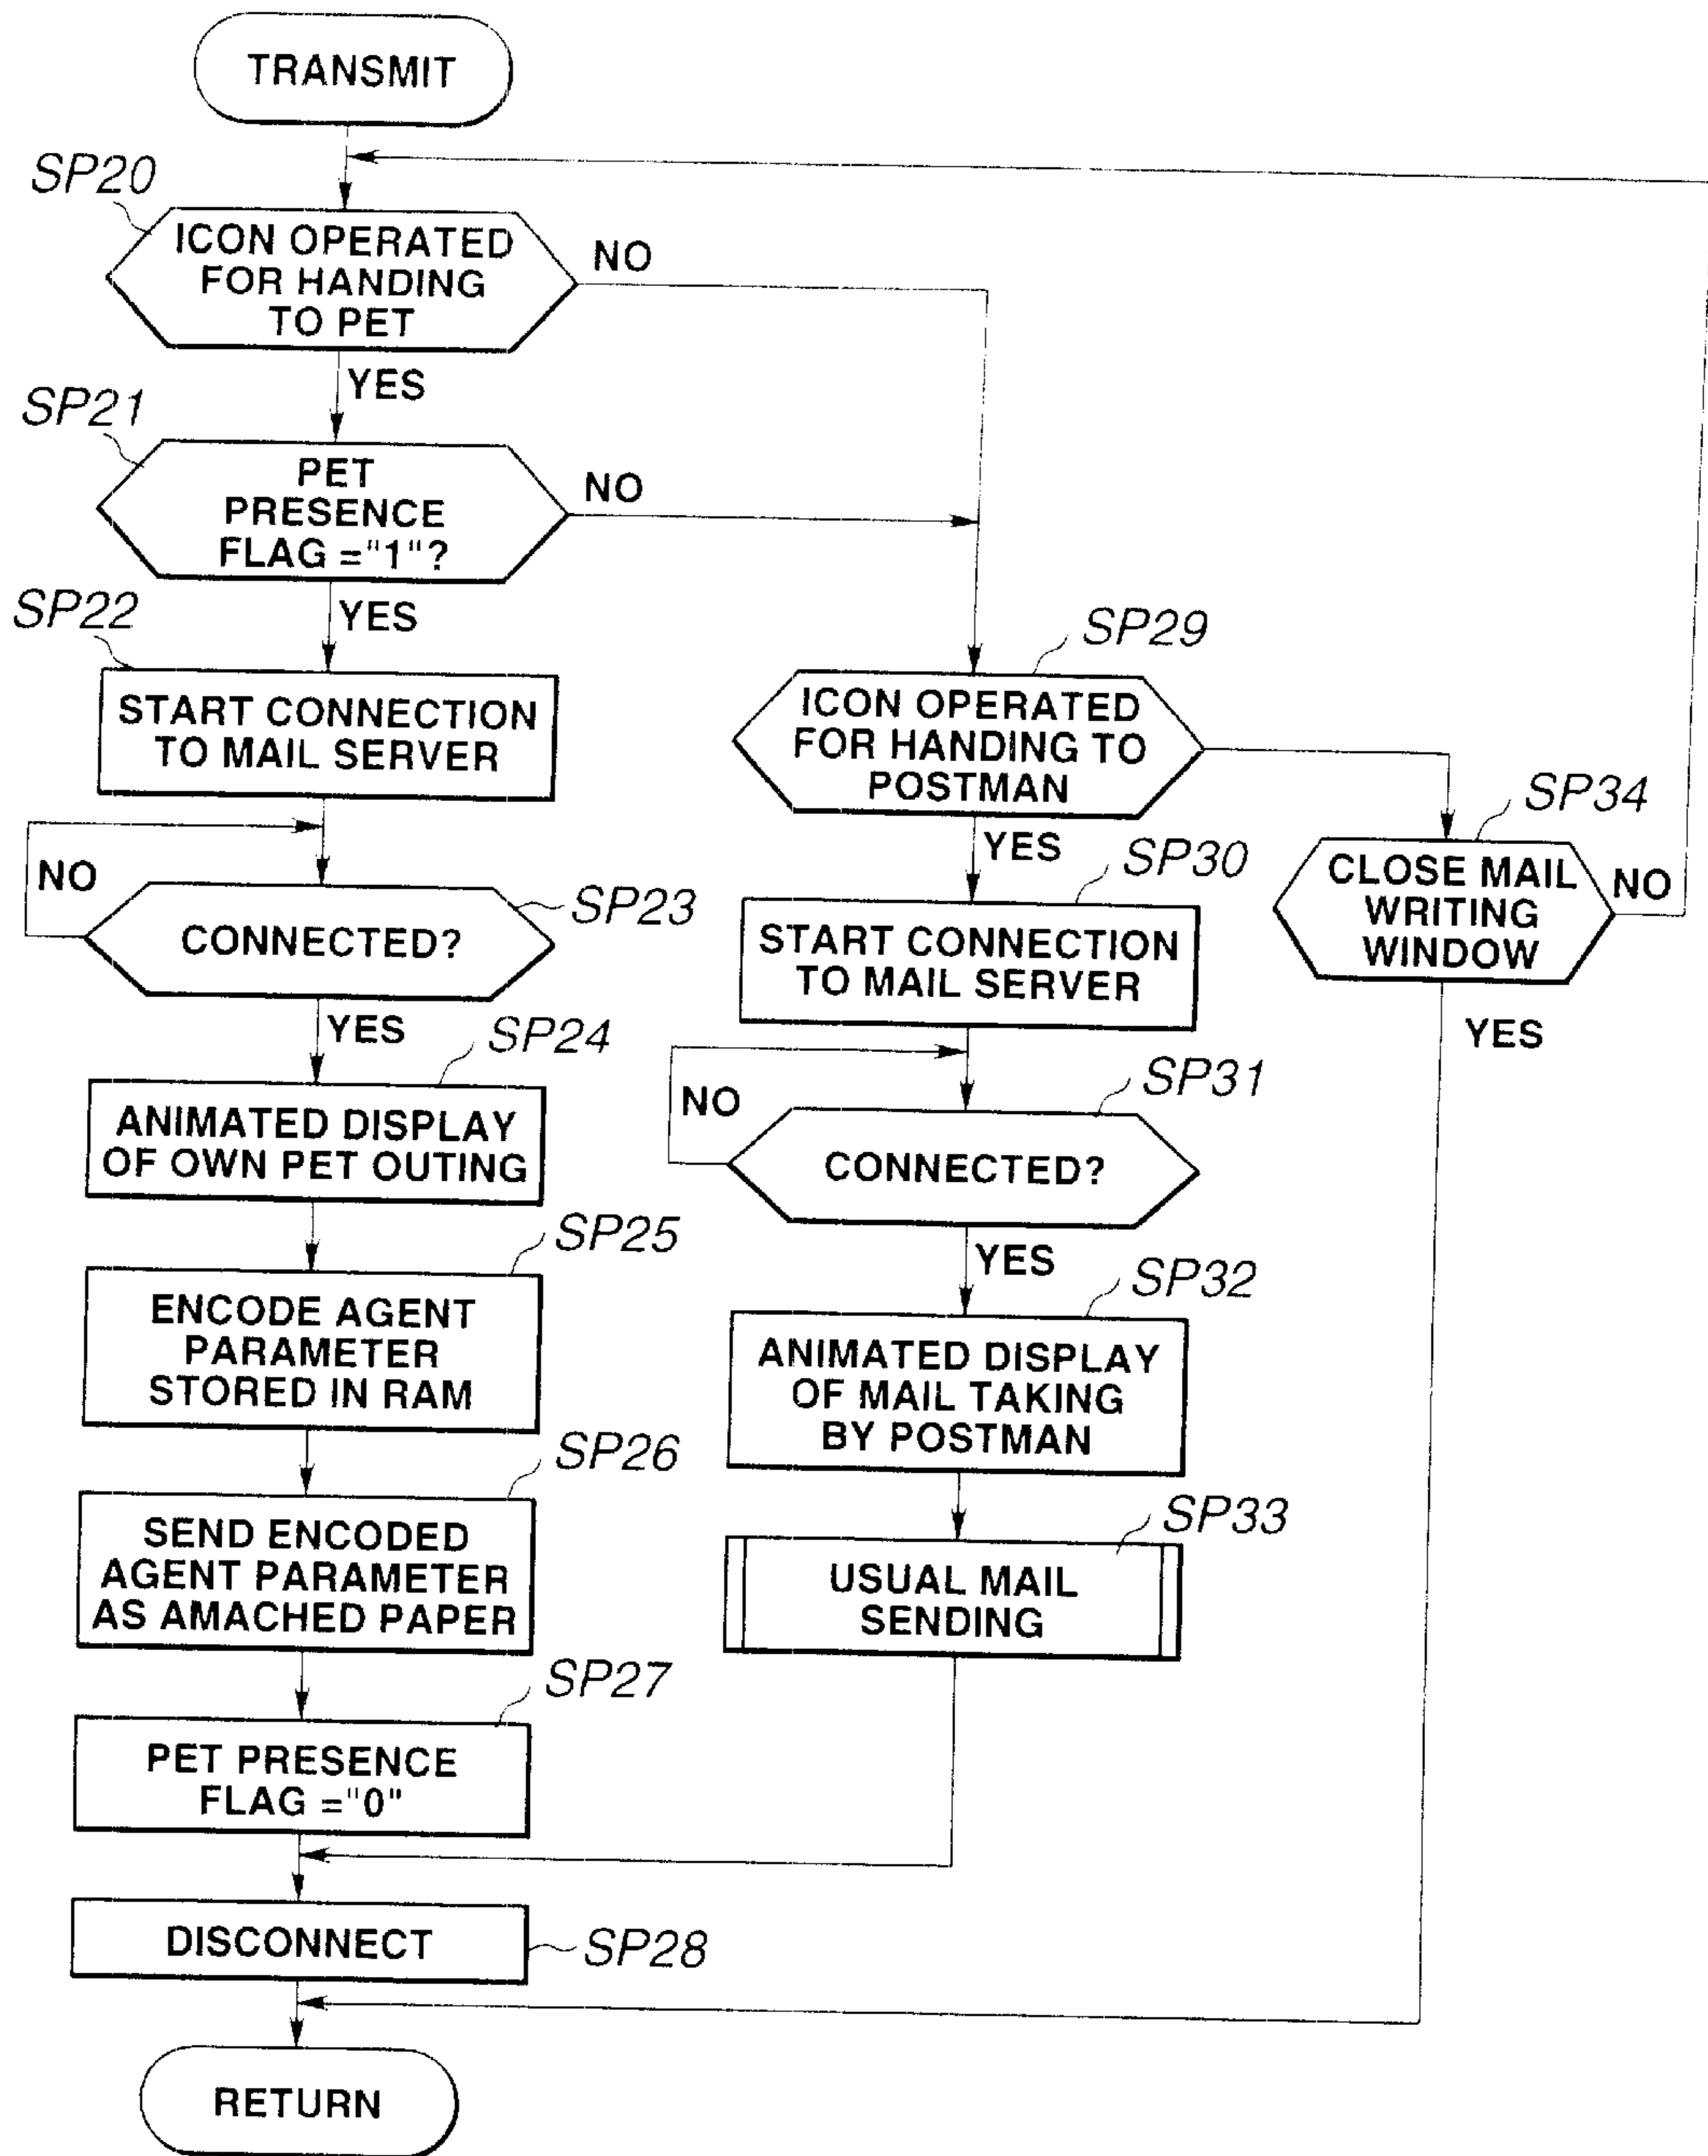 TRANSMIT
SP20
ICON OPERATED
FOR HANDING
TO PET
NO
YES
SP21
PET
PRESENCE
FLAG ="1"?
NO
YES
SP22
START CONNECTION
TO MAIL SERVER
NO
SP23
CONNECTED?
YES
SP24
ANIMATED DISPLAY
OF OWN PET OUTING
SP25
ENCODE AGENT
PARAMETER
STORED IN RAM
SP26
SEND ENCODED
AGENT PARAMETER
AS AMACHED PAPER
SP27
PET PRESENCE
FLAG ="0"
DISCONNECT
SP28
RETURN
SP29
ICON OPERATED
FOR HANDING TO
POSTMAN
YES
SP30
START CONNECTION
TO MAIL SERVER
NO
SP31
CONNECTED?
YES
SP32
ANIMATED DISPLAY
OF MAIL TAKING
BY POSTMAN
SP33
USUAL MAIL
SENDING
SP34
CLOSE MAIL
WRITING
WINDOW
NO
YES